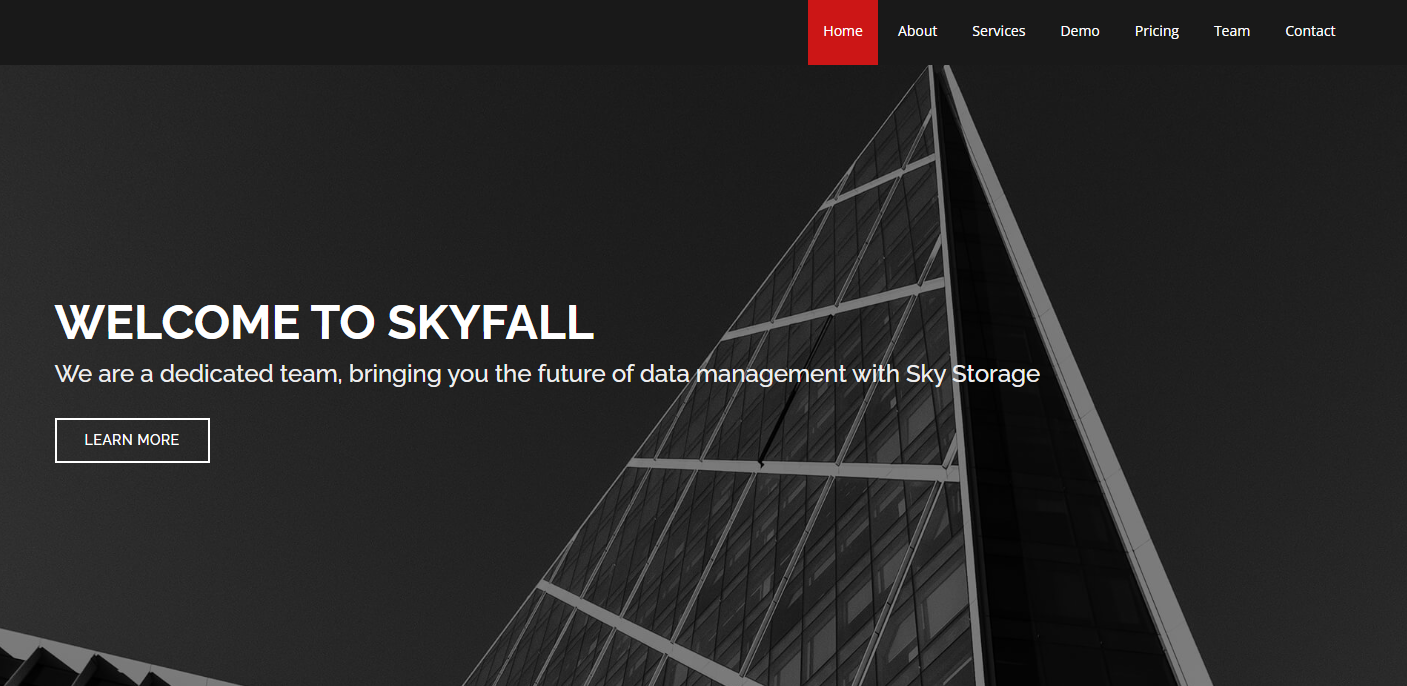 Home About Services Demo Pricing Team Contact
WELCOME TO SKYFALL
We are a dedicated team, bringing you the future of data management with Sky Storage
LEARN MORE